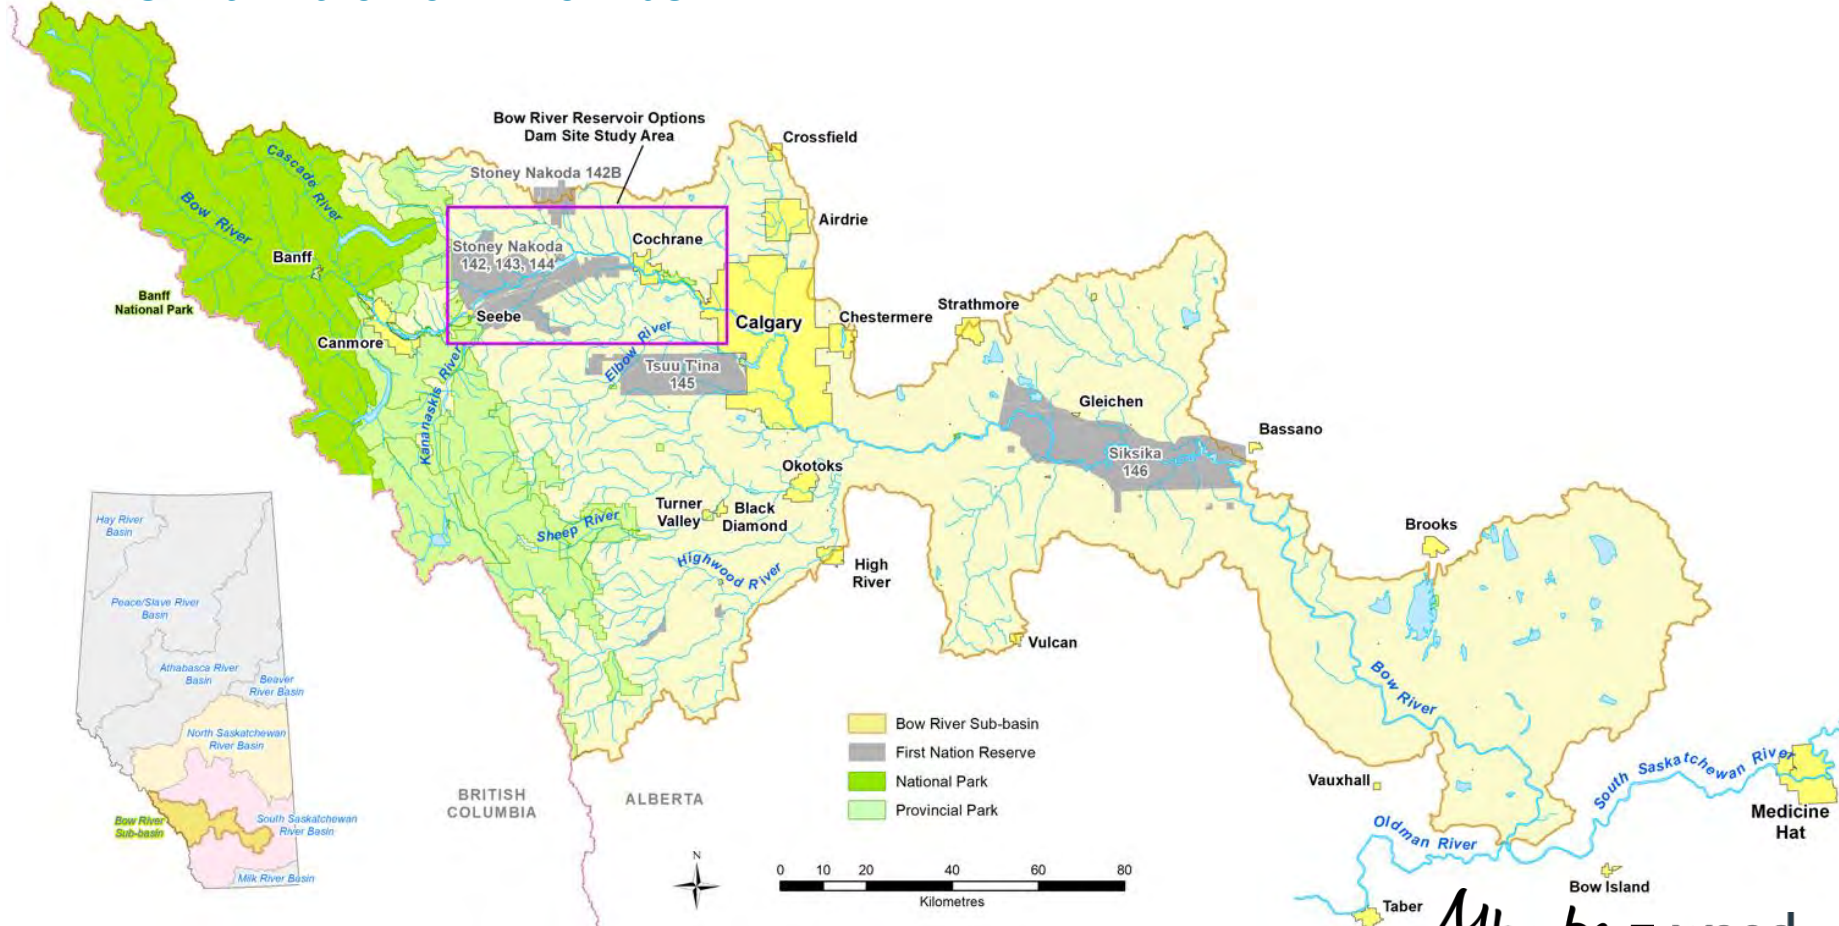 Bow River Reservoir Options
Dam Site Study Area
Crossfield
Stoney Nakoda 142B
Cascade
River
Bow River
Airdrie
Cochrane
Stoney Nakoda
142, 143, 144
Banff
Banff
National Park
Strathmore
Seebe
Chestermere
Calgary
Canmore
Elbow River
Tsuu T'ina
145
Kananaskis River
Gleichen
Bassano
Siksika
146
Okotoks
Turner
Valley
Black
Diamond
Sheep River
Brooks
Highwood River
High
River
Vulcan
Bow River
Hay River
Basin
Peace/Slave River
Basin
Athabasca River
Basin
Beaver
River Basin
North Saskatchewan
River Basin
Bow River
Sub-basin
South Saskatchewan
River Basin
Milk River Basin
BRITISH
COLUMBIA
ALBERTA
Bow River Sub-basin
First Nation Reserve
National Park
Provincial Park
N
0 10 20 40 60 80
Kilometres
Vauxhall
South Saskatchewan River
Medicine
Hat
Oldman River
Bow Island
Taber